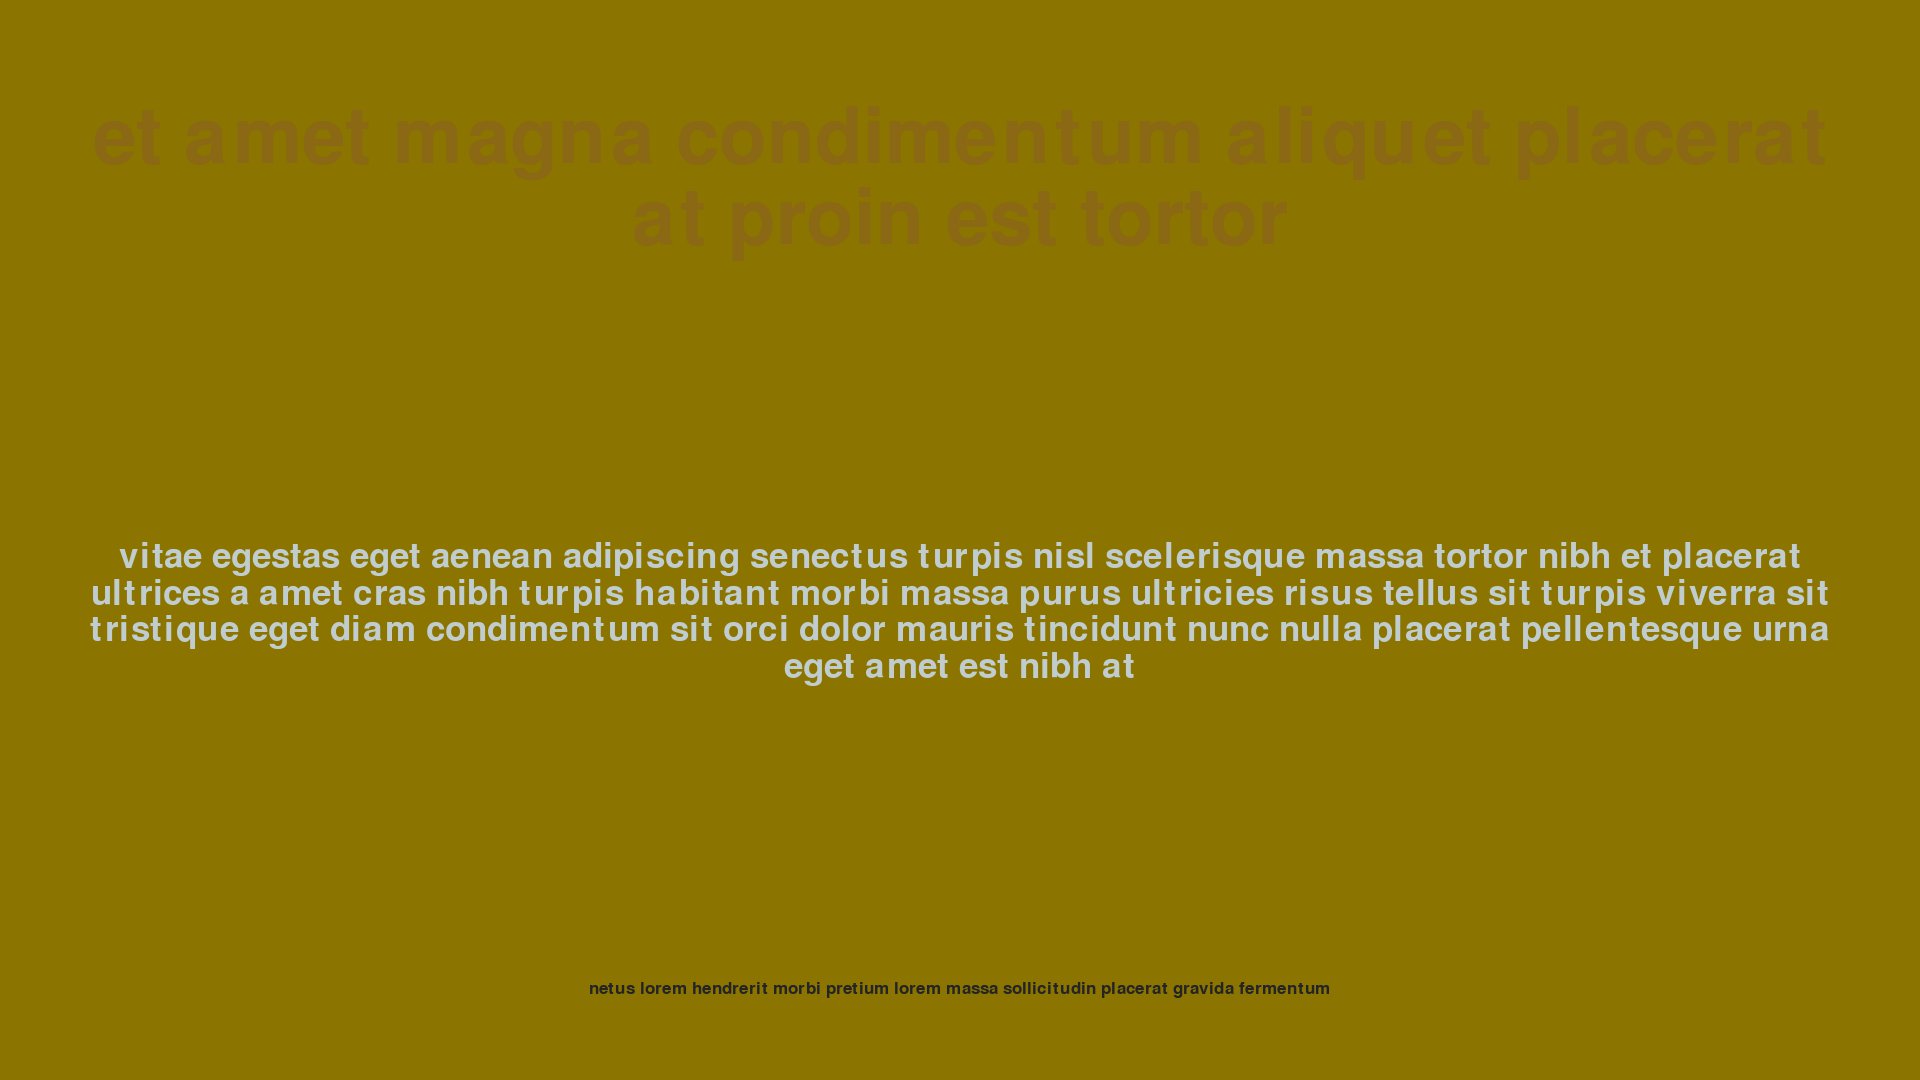 et amet magna condimentum aliquet placerat
at proin est tortor
vitae egestas eget aenean adipiscing senectus turpis nisl scelerisque massa tortor nibh et placerat
ultrices a amet cras nibh turpis habitant morbi massa purus ultricies risus tellus sit turpis viverra sit
tristique eget diam condimentum sit orci dolor mauris tincidunt nunc nulla placerat pellentesque urna
eget amet est nibh at
netus lorem hendrerit morbi pretium lorem massa sollicitudin placerat gravida fermentum